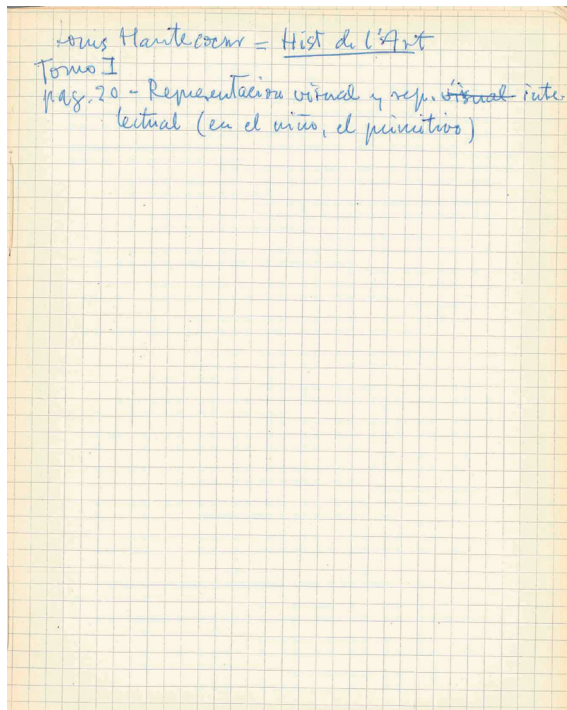 Louis Hautecoeur = Hist de l'Art
Tomo I
pag. 20 - Representación visual y rep. ~~visual~~ inte-
lectual (en el niño, el primitivo)